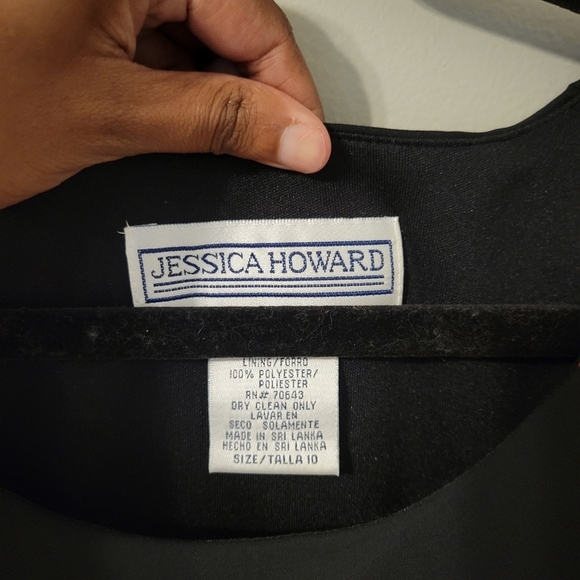 JESSICA HOWARD
LINING/FORRO
100% POLYESTER/
POLIESTER
RN# 70643
DRY CLEAN ONLY
LAVAR EN
SECO SOLAMENTE
MADE IN SRI LANKA
HECHO EN SRI LANKA
SIZE/TALLA 10